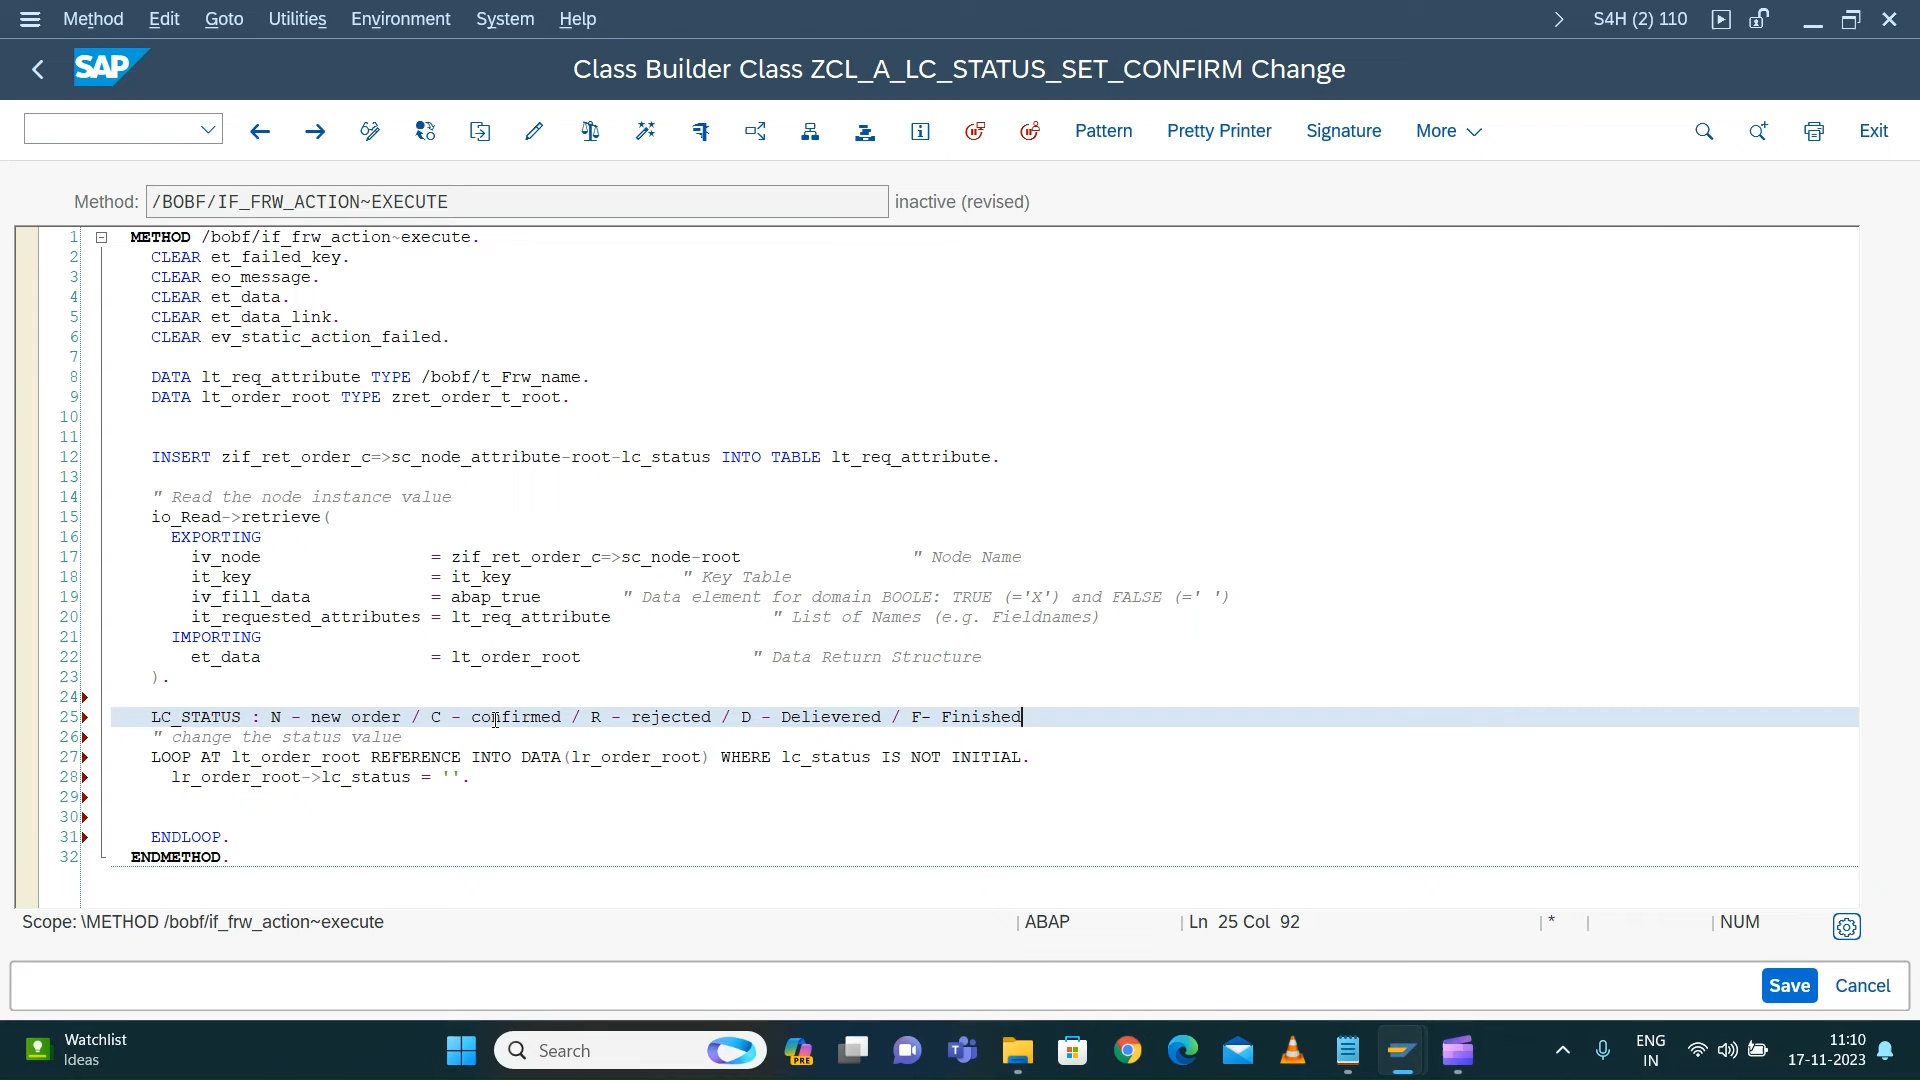 Method Edit Goto Utilities Environment System Help S4H (2) 110
SAP Class Builder Class ZCL_A_LC_STATUS_SET_CONFIRM Change
Pattern Pretty Printer Signature More Exit
Method: /BOBF/IF_FRW_ACTION~EXECUTE inactive (revised)
1 METHOD /bobf/if_frw_action~execute.
2 CLEAR et_failed_key.
3 CLEAR eo_message.
4 CLEAR et_data.
5 CLEAR et_data_link.
6 CLEAR ev_static_action_failed.
7
8 DATA lt_req_attribute TYPE /bobf/t_Frw_name.
9 DATA lt_order_root TYPE zret_order_t_root.
10
11
12 INSERT zif_ret_order_c=>sc_node_attribute-root-lc_status INTO TABLE lt_req_attribute.
13
14 " Read the node instance value
15 io_Read->retrieve(
16 EXPORTING
17 iv_node = zif_ret_order_c=>sc_node-root " Node Name
18 it_key = it_key " Key Table
19 iv_fill_data = abap_true " Data element for domain BOOLE: TRUE (='X') and FALSE (=' ')
20 it_requested_attributes = lt_req_attribute " List of Names (e.g. Fieldnames)
21 IMPORTING
22 et_data = lt_order_root " Data Return Structure
23 ).
24
25 LC_STATUS : N - new order / C - confirmed / R - rejected / D - Delievered / F- Finished
26 " change the status value
27 LOOP AT lt_order_root REFERENCE INTO DATA(lr_order_root) WHERE lc_status IS NOT INITIAL.
28 lr_order_root->lc_status = ''.
29
30
31 ENDLOOP.
32 ENDMETHOD.
Scope: \METHOD /bobf/if_frw_action~execute ABAP Ln 25 Col 92 * NUM
Save Cancel
Watchlist
Ideas
Search
PRE
ENG
IN
11:10
17-11-2023